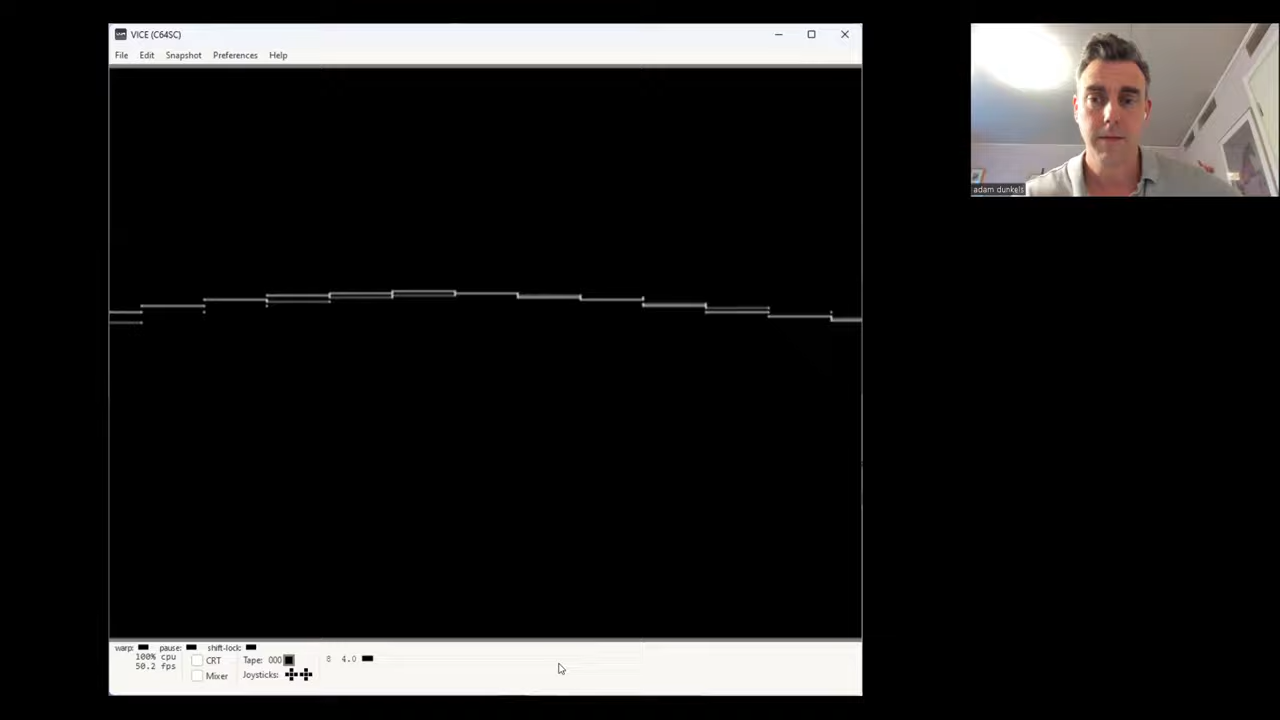 VICE (C64SC)
File Edit Snapshot Preferences Help
adam dunkels
warp: pause: shift-lock:
100% cpu
50.2 fps
CRT
Mixer
Tape: 000
Joysticks:
8 4.0